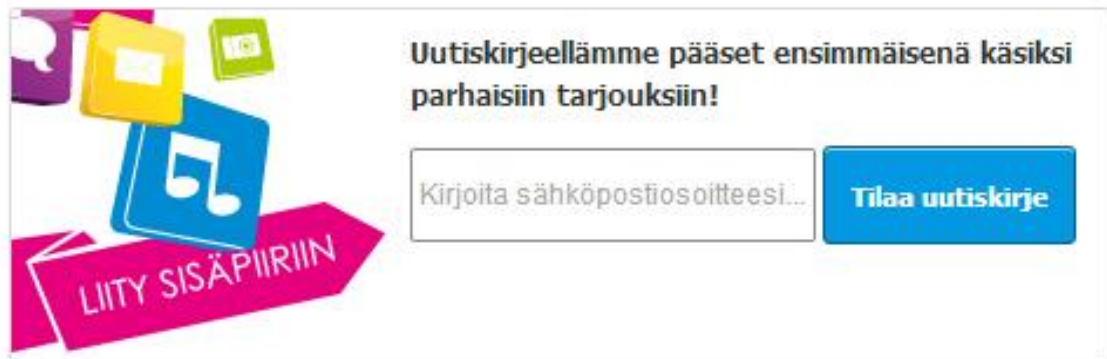 Uutiskirjeellämme pääset ensimmäisenä käsiksi
parhaisiin tarjouksiin!
Kirjoita sähköpostiosoitteesi...
Tilaa uutiskirje
LIITY SISÄPIIRIIN